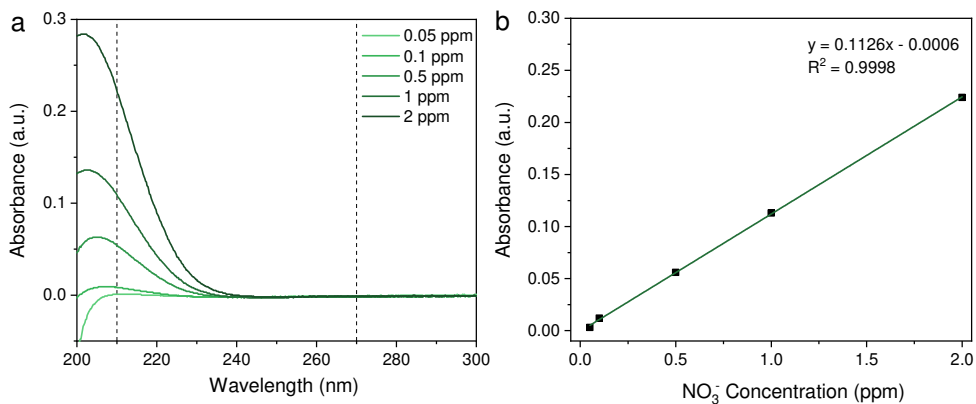 a
0.3
0.2
0.1
0.0
Absorbance (a.u.)
200 220 240 260 280 300
Wavelength (nm)
0.05 ppm
0.1 ppm
0.5 ppm
1 ppm
2 ppm
b
0.30
0.25
0.20
0.15
0.10
0.05
0.00
Absorbance (a.u.)
y = 0.1126x - 0.0006
R² = 0.9998
0.0 0.5 1.0 1.5 2.0
NO₃⁻ Concentration (ppm)